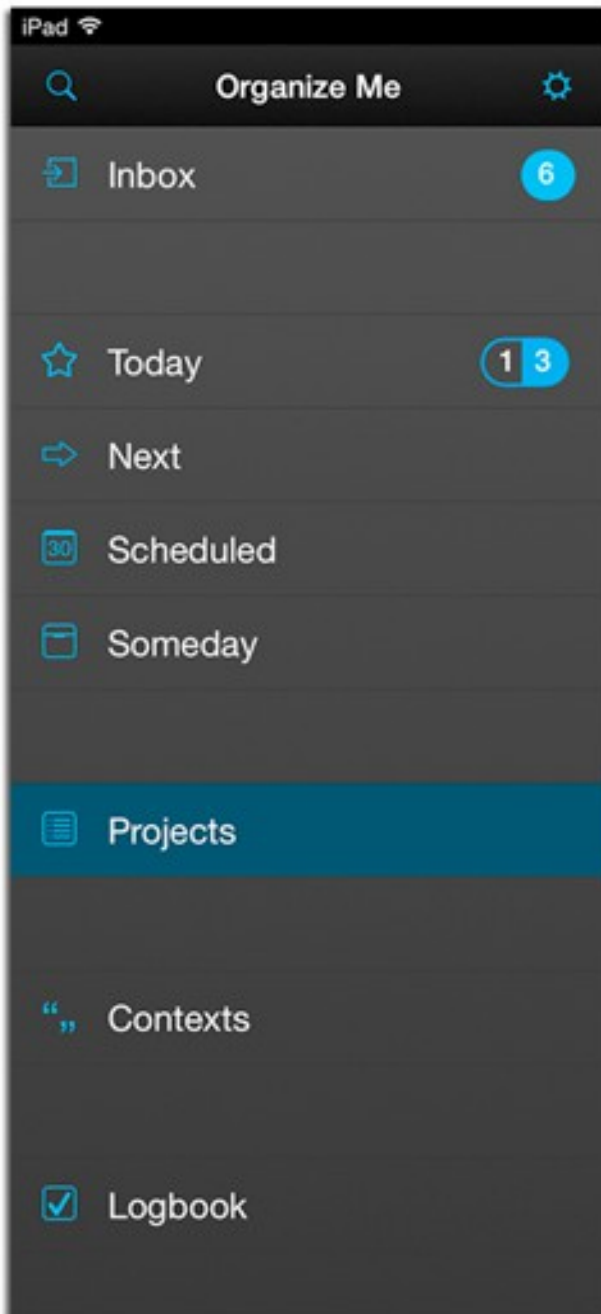 iPad
Organize Me
Inbox 6
Today 1 3
Next
30 Scheduled
Someday
Projects
“„ Contexts
Logbook